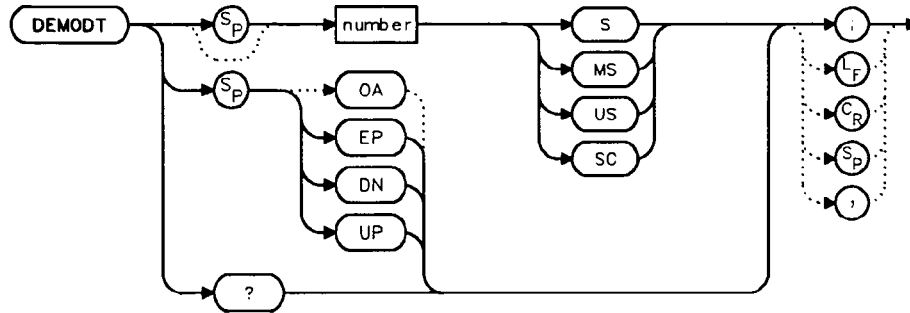 DEMODT
SP
number
S
MS
US
SC
;
LF
CR
SP
,
SP
OA
EP
DN
UP
?